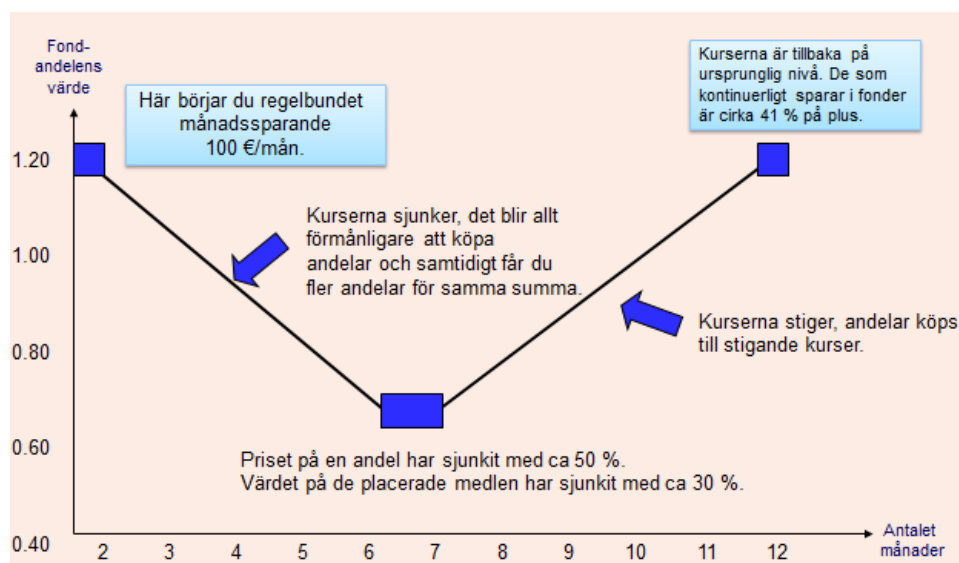 Fond-
andelens
värde
Här börjar du regelbundet
månadssparande
100 €/mån.
Kurserna är tillbaka på
ursprunglig nivå. De som
kontinuerligt sparar i fonder
är cirka 41 % på plus.
1.20
Kurserna sjunker, det blir allt
förmånligare att köpa
andelar och samtidigt får du
fler andelar för samma summa.
1.00
Kurserna stiger, andelar köps
till stigande kurser.
0.80
0.60
Priset på en andel har sjunkit med ca 50 %.
Värdet på de placerade medlen har sjunkit med ca 30 %.
0.40
2 3 4 5 6 7 8 9 10 11 12
Antalet
månader